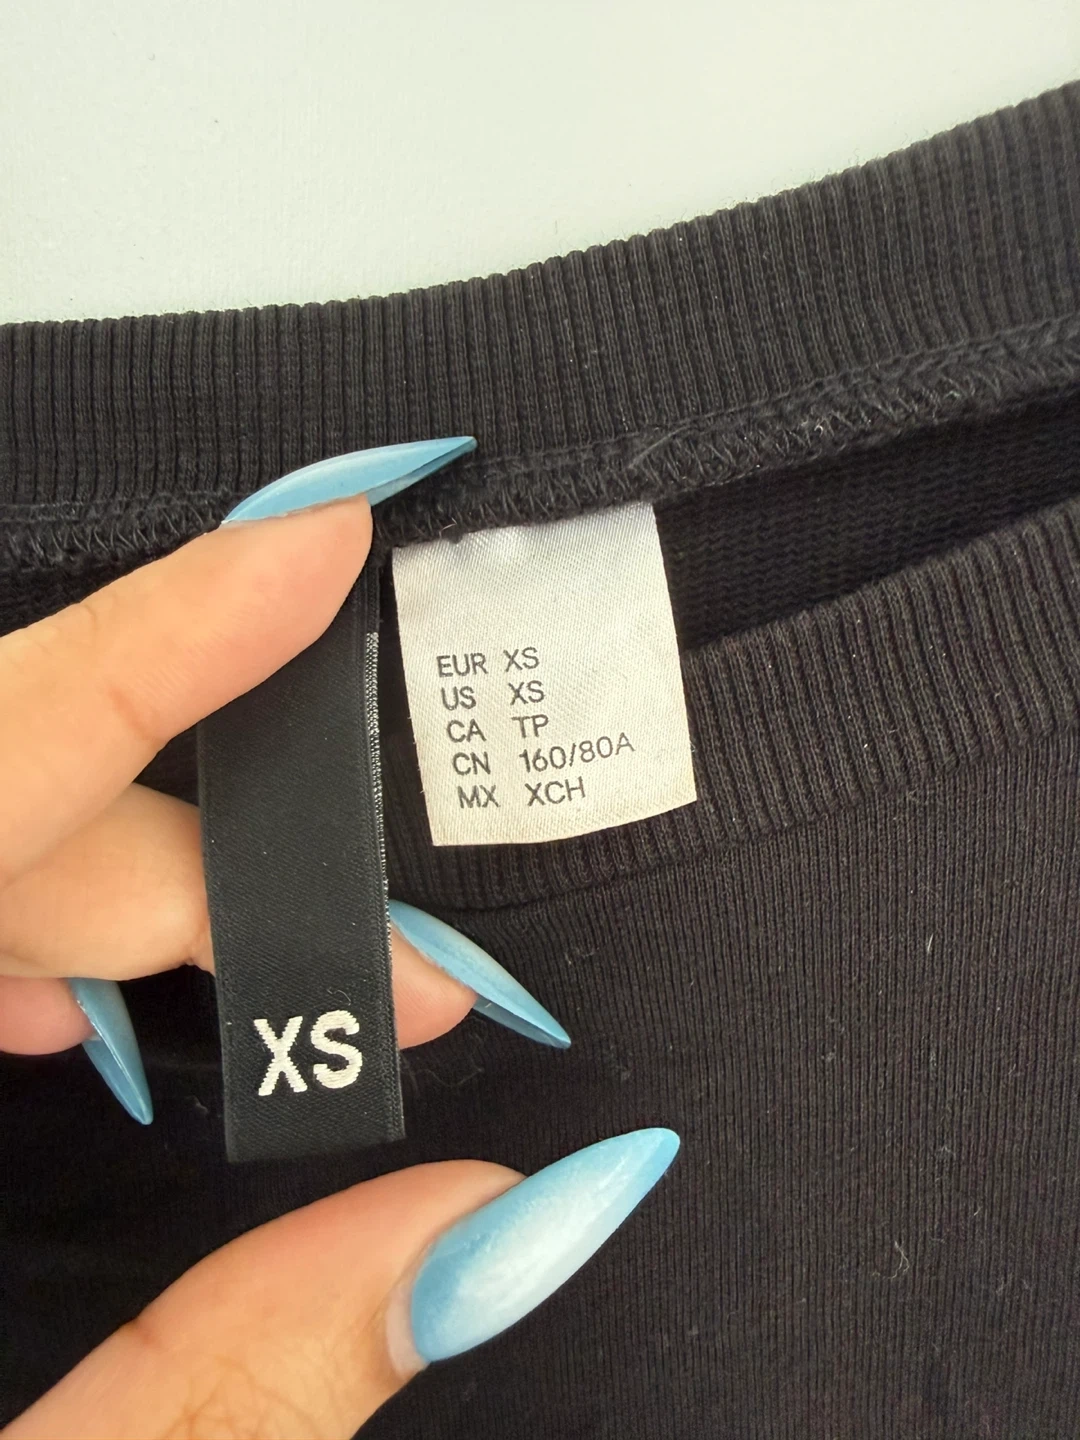 EUR XS
US XS
CA TP
CN 160/80A
MX XCH
XS